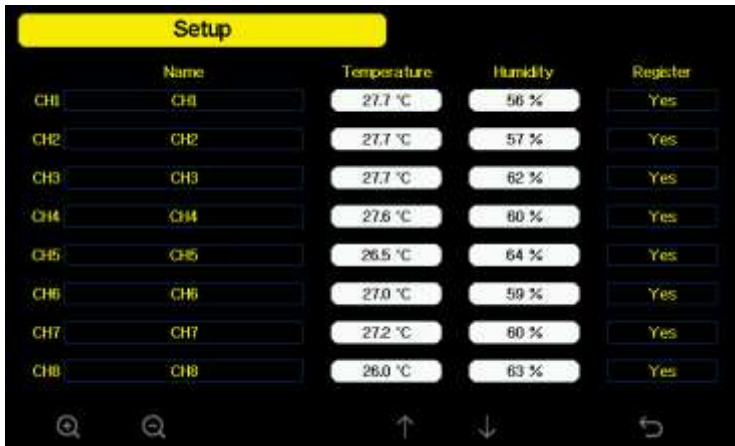 Setup
Name Temperature Humidity Register
CH1 CH1 27.7 °C 56 % Yes
CH2 CH2 27.7 °C 57 % Yes
CH3 CH3 27.7 °C 62 % Yes
CH4 CH4 27.6 °C 60 % Yes
CH5 CH5 26.5 °C 64 % Yes
CH6 CH6 27.0 °C 59 % Yes
CH7 CH7 27.2 °C 60 % Yes
CH8 CH8 26.0 °C 63 % Yes